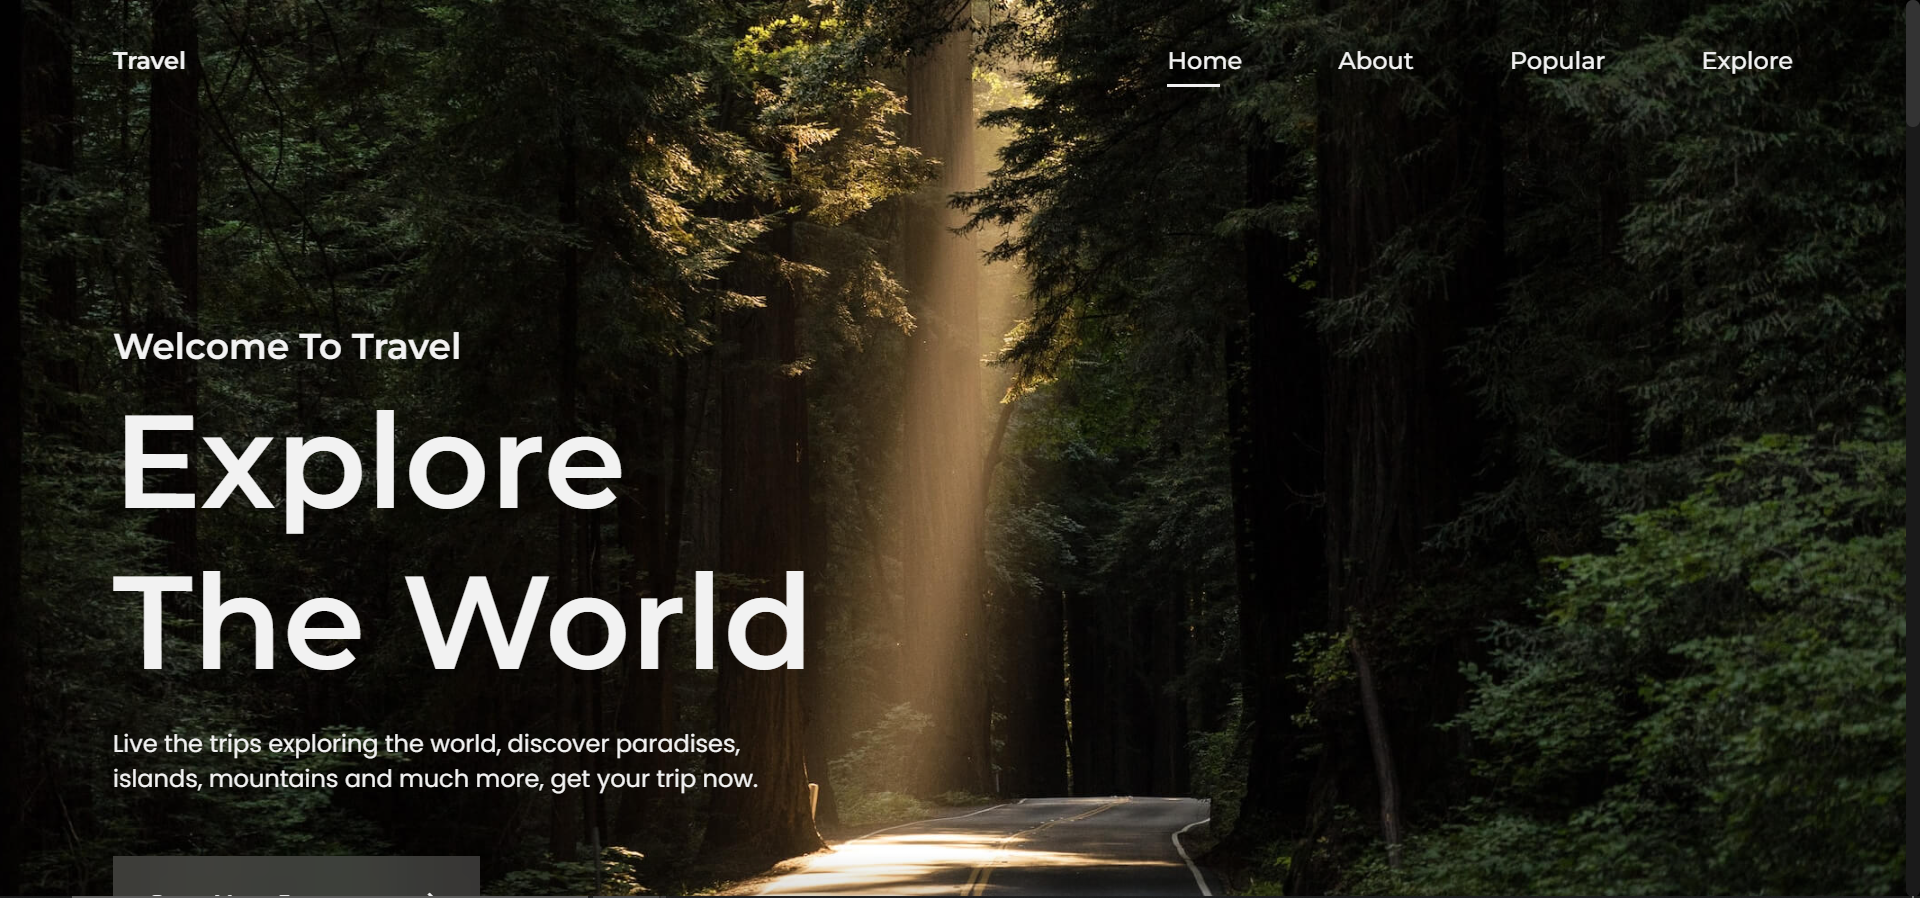 Travel
Home
About
Popular
Explore
Welcome To Travel
Explore
The World
Live the trips exploring the world, discover paradises,
islands, mountains and much more, get your trip now.